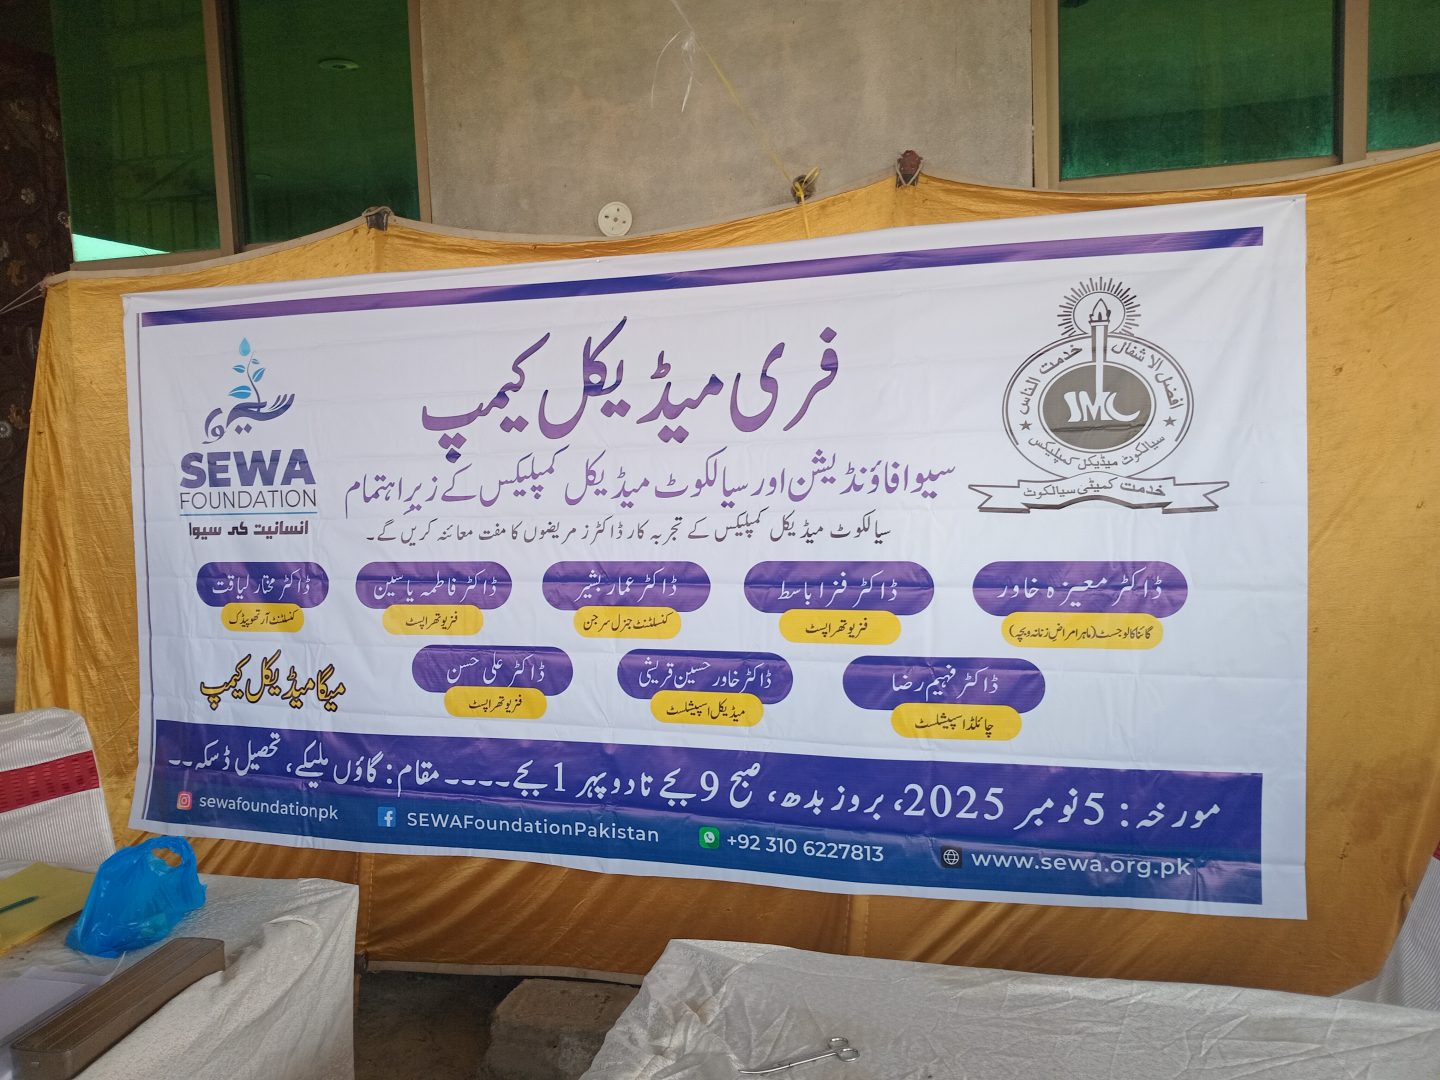 فری میڈیکل کیمپ
سیوا فاؤنڈیشن اور سیالکوٹ میڈیکل کمپلیکس کے زیرِ اہتمام
سیالکوٹ میڈیکل کمپلیکس کے تجربہ کار ڈاکٹرز مریضوں کا مفت معائنہ کریں گے۔
خدمت الناس افضل الاشغال
SMC
سیالکوٹ میڈیکل کمپلیکس
خدمت کمیٹی سیالکوٹ
سیوا
SEWA
FOUNDATION
انسانیت کی سیوا
ڈاکٹر معیزہ خاور
گائناکالوجسٹ (ماہر امراضِ زنانہ و بچہ)
ڈاکٹر فزا باسط
فزیوتھراپسٹ
ڈاکٹر عمار بشیر
کنسلٹنٹ جنرل سرجن
ڈاکٹر فاطمہ یاسین
فزیوتھراپسٹ
ڈاکٹر مختار لیاقت
کنسلٹنٹ آرتھوپیڈک
ڈاکٹر فہیم رضا
چائلڈ اسپیشلسٹ
ڈاکٹر خاور حسین قریشی
میڈیکل اسپیشلسٹ
ڈاکٹر علی حسن
فزیوتھراپسٹ
میگا میڈیکل کیمپ
مورخہ: 5 نومبر 2025، بروز بدھ، صبح 9 بجے تا دوپہر 1 بجے۔۔۔۔ مقام: گاؤں ملیکے، تحصیل ڈسکہ۔۔
sewafoundationpk SEWAFoundationPakistan +92 310 6227813 www.sewa.org.pk